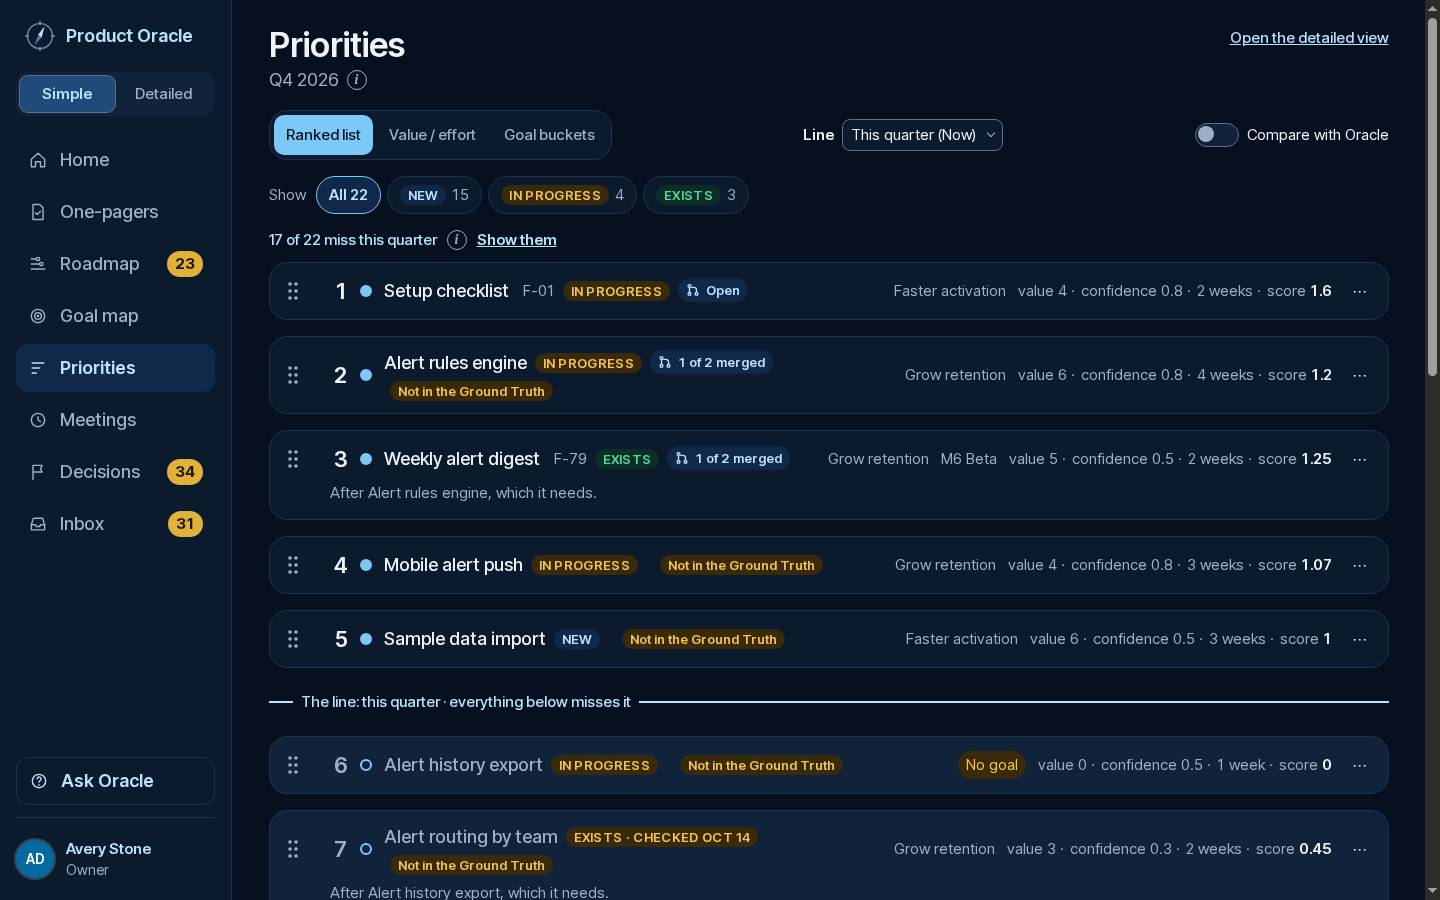 Product Oracle
Simple
Detailed
Home
One-pagers
Roadmap 23
Goal map
Priorities
Meetings
Decisions 34
Inbox 31
Ask Oracle
AD
Avery Stone
Owner
Priorities
Open the detailed view
Q4 2026 i
Ranked list
Value / effort
Goal buckets
Line This quarter (Now)
Compare with Oracle
Show All 22 NEW 15 IN PROGRESS 4 EXISTS 3
17 of 22 miss this quarter i Show them
1 Setup checklist F-01 IN PROGRESS Open Faster activation value 4 · confidence 0.8 · 2 weeks · score 1.6 ···
2 Alert rules engine IN PROGRESS 1 of 2 merged
Not in the Ground Truth
Grow retention value 6 · confidence 0.8 · 4 weeks · score 1.2 ···
3 Weekly alert digest F-79 EXISTS 1 of 2 merged Grow retention M6 Beta value 5 · confidence 0.5 · 2 weeks · score 1.25 ···
After Alert rules engine, which it needs.
4 Mobile alert push IN PROGRESS Not in the Ground Truth Grow retention value 4 · confidence 0.8 · 3 weeks · score 1.07 ···
5 Sample data import NEW Not in the Ground Truth Faster activation value 6 · confidence 0.5 · 3 weeks · score 1 ···
The line: this quarter · everything below misses it
6 Alert history export IN PROGRESS Not in the Ground Truth No goal value 0 · confidence 0.5 · 1 week · score 0 ···
7 Alert routing by team EXISTS · CHECKED OCT 14
Not in the Ground Truth
Grow retention value 3 · confidence 0.3 · 2 weeks · score 0.45 ···
After Alert history export, which it needs.